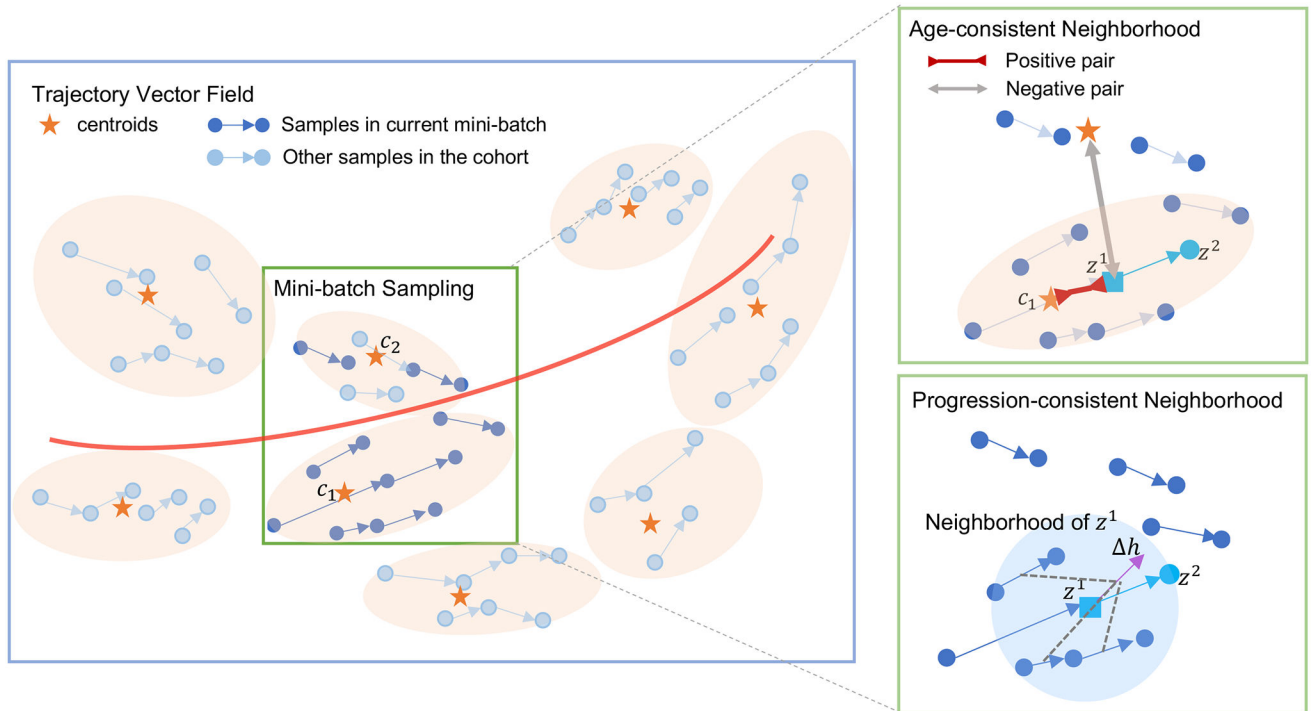 Trajectory Vector Field
centroids
Samples in current mini-batch
Other samples in the cohort
Mini-batch Sampling
c₂
c₁
Age-consistent Neighborhood
Positive pair
Negative pair
z¹
z²
c₁
Progression-consistent Neighborhood
Neighborhood of z¹
Δh
z¹
z²